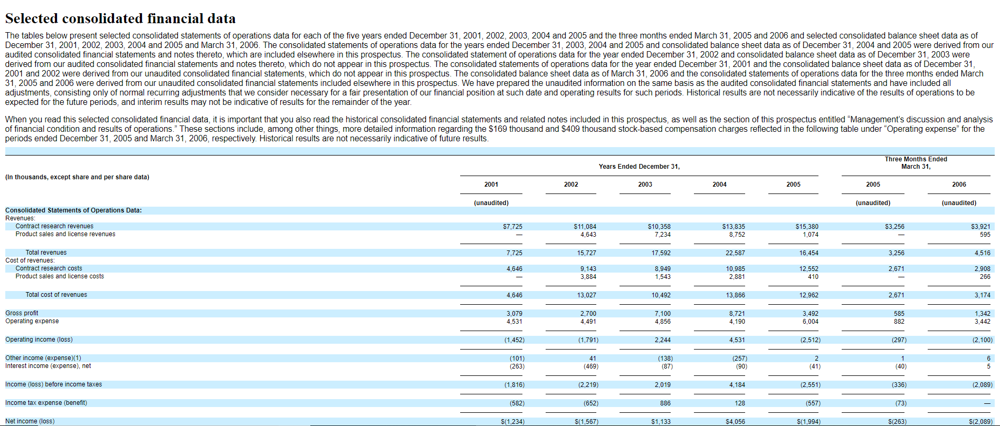 Selected consolidated financial data
The tables below present selected consolidated statements of operations data for each of the five years ended December 31, 2001, 2002, 2003, 2004 and 2005 and the three months ended March 31, 2005 and 2006 and selected consolidated balance sheet data as of
December 31, 2001, 2002, 2003, 2004 and 2005 and March 31, 2006. The consolidated statements of operations data for the years ended December 31, 2003, 2004 and 2005 and consolidated balance sheet data as of December 31, 2004 and 2005 were derived from our
audited consolidated financial statements and notes thereto, which are included elsewhere in this prospectus. The consolidated statement of operations data for the year ended December 31, 2002 and consolidated balance sheet data as of December 31, 2003 were
derived from our audited consolidated financial statements and notes thereto, which do not appear in this prospectus. The consolidated statements of operations data for the year ended December 31, 2001 and the consolidated balance sheet data as of December 31,
2001 and 2002 were derived from our unaudited consolidated financial statements, which do not appear in this prospectus. The consolidated balance sheet data as of March 31, 2006 and the consolidated statements of operations data for the three months ended March
31, 2005 and 2006 were derived from our unaudited consolidated financial statements included elsewhere in this prospectus. We have prepared the unaudited information on the same basis as the audited consolidated financial statements and have included all
adjustments, consisting only of normal recurring adjustments that we consider necessary for a fair presentation of our financial position at such date and operating results for such periods. Historical results are not necessarily indicative of the results of operations to be
expected for the future periods, and interim results may not be indicative of results for the remainder of the year.
When you read this selected consolidated financial data, it is important that you also read the historical consolidated financial statements and related notes included in this prospectus, as well as the section of this prospectus entitled “Management’s discussion and analysis
of financial condition and results of operations.” These sections include, among other things, more detailed information regarding the $169 thousand and $409 thousand stock-based compensation charges reflected in the following table under “Operating expense” for the
periods ended December 31, 2005 and March 31, 2006, respectively. Historical results are not necessarily indicative of future results.
Three Months Ended
Years Ended December 31, March 31,
(In thousands, except share and per share data)
2001 2002 2003 2004 2005 2005 2006
(unaudited) (unaudited) (unaudited)
Consolidated Statements of Operations Data:
Revenues:
Contract research revenues $7,725 $11,084 $10,358 $13,835 $15,380 $3,256 $3,921
Product sales and license revenues — 4,643 7,234 8,752 1,074 — 595
Total revenues 7,725 15,727 17,592 22,587 16,454 3,256 4,516
Cost of revenues:
Contract research costs 4,646 9,143 8,949 10,985 12,552 2,671 2,908
Product sales and license costs — 3,884 1,543 2,881 410 — 266
Total cost of revenues 4,646 13,027 10,492 13,866 12,962 2,671 3,174
Gross profit 3,079 2,700 7,100 8,721 3,492 585 1,342
Operating expense 4,531 4,491 4,856 4,190 6,004 882 3,442
Operating income (loss) (1,452) (1,791) 2,244 4,531 (2,512) (297) (2,100)
Other income (expense)(1) (101) 41 (138) (257) 2 1 6
Interest income (expense), net (263) (469) (87) (90) (41) (40) 5
Income (loss) before income taxes (1,816) (2,219) 2,019 4,184 (2,551) (336) (2,089)
Income tax expense (benefit) (582) (652) 886 128 (557) (73) —
Net income (loss) $(1,234) $(1,567) $1,133 $4,056 $(1,994) $(263) $(2,089)